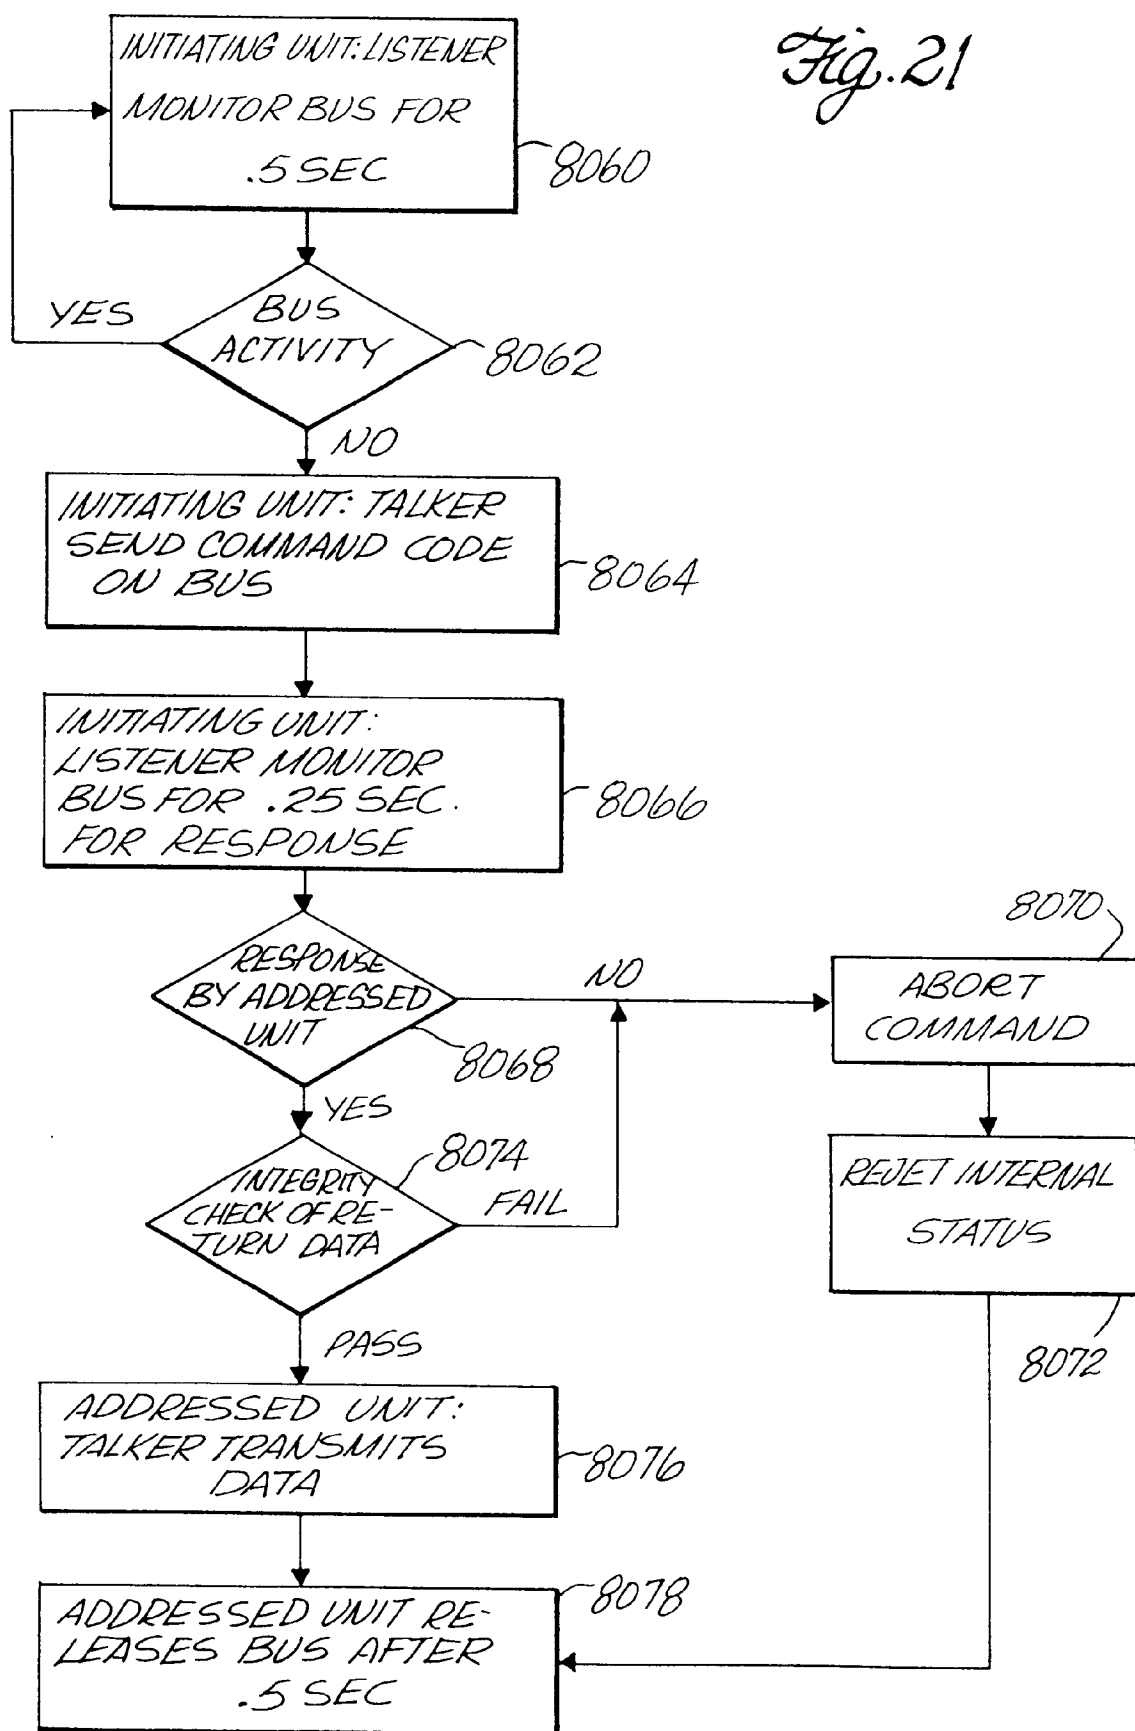 Fig. 21
INITIATING UNIT: LISTENER
MONITOR BUS FOR
.5 SEC
8060
BUS
ACTIVITY
8062
YES
NO
INITIATING UNIT: TALKER
SEND COMMAND CODE
ON BUS
8064
INITIATING UNIT:
LISTENER MONITOR
BUS FOR .25 SEC.
FOR RESPONSE
8066
RESPONSE
BY ADDRESSED
UNIT
8068
NO
8070
ABORT
COMMAND
YES
INTEGRITY
CHECK OF RE-
TURN DATA
8074
FAIL
REJET INTERNAL
STATUS
8072
PASS
ADDRESSED UNIT:
TALKER TRANSMITS
DATA
8076
ADDRESSED UNIT RE-
LEASES BUS AFTER
.5 SEC
8078